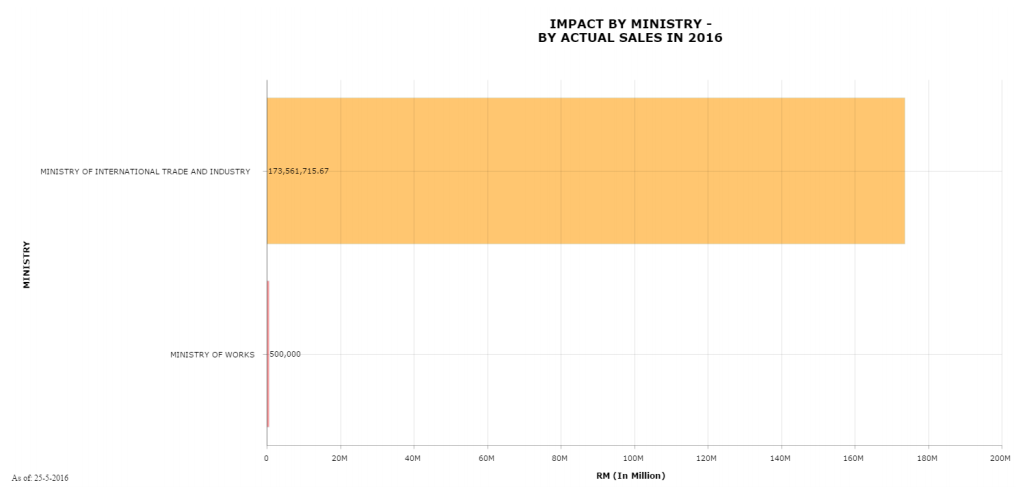 IMPACT BY MINISTRY -
BY ACTUAL SALES IN 2016
MINISTRY
MINISTRY OF INTERNATIONAL TRADE AND INDUSTRY
173,561,715.67
MINISTRY OF WORKS
500,000
0 20M 40M 60M 80M 100M 120M 140M 160M 180M 200M
RM (In Million)
As of: 25-5-2016